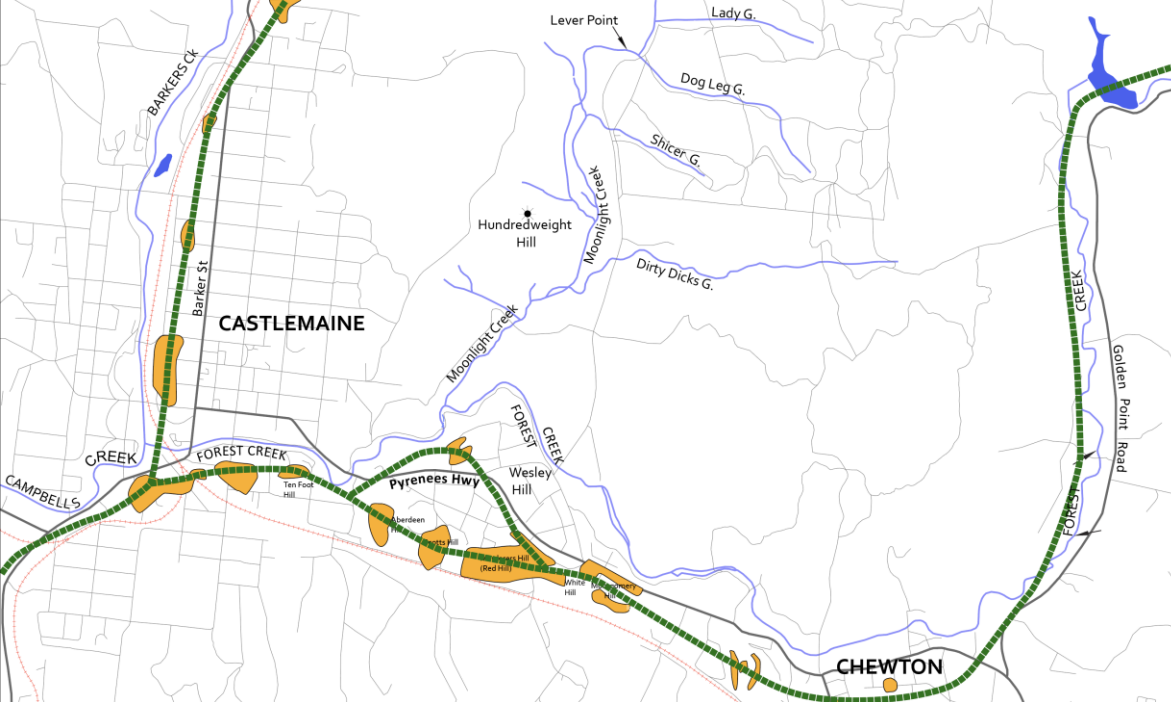 Lever Point
Lady G.
BARKERS Ck
Dog Leg G.
Shicer G.
Moonlight Creek
Hundredweight
Hill
Dirty Dicks G.
Barker St
CREEK
CASTLEMAINE
Moonlight Creek
Golden Point Road
FOREST
CREEK
FOREST CREEK
CREEK
CAMPBELLS
Wesley
Hill
Pyrenees Hwy
Ten Foot
Hill
FOREST
Aberdeen
Hill
(Red Hill)
White
Hill
Hill
CHEWTON